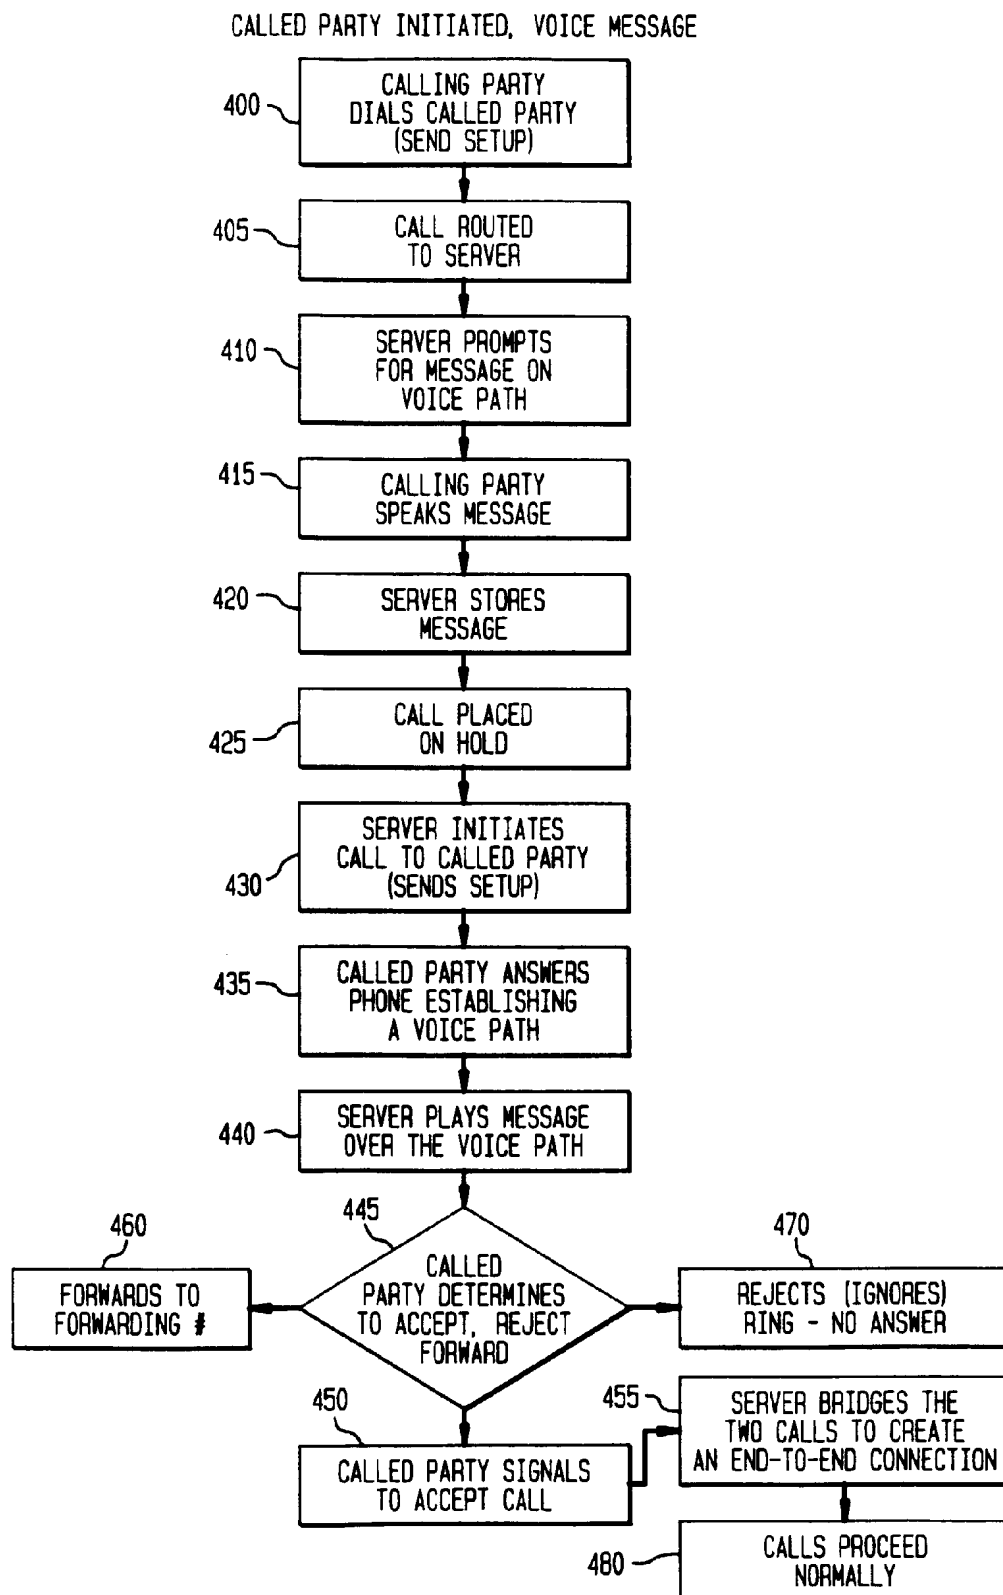 CALLED PARTY INITIATED, VOICE MESSAGE
400
CALLING PARTY
DIALS CALLED PARTY
(SEND SETUP)
405
CALL ROUTED
TO SERVER
410
SERVER PROMPTS
FOR MESSAGE ON
VOICE PATH
415
CALLING PARTY
SPEAKS MESSAGE
420
SERVER STORES
MESSAGE
425
CALL PLACED
ON HOLD
430
SERVER INITIATES
CALL TO CALLED PARTY
(SENDS SETUP)
435
CALLED PARTY ANSWERS
PHONE ESTABLISHING
A VOICE PATH
440
SERVER PLAYS MESSAGE
OVER THE VOICE PATH
445
CALLED
PARTY DETERMINES
TO ACCEPT, REJECT
FORWARD
460
FORWARDS TO
FORWARDING #
470
REJECTS (IGNORES)
RING - NO ANSWER
450
CALLED PARTY SIGNALS
TO ACCEPT CALL
455
SERVER BRIDGES THE
TWO CALLS TO CREATE
AN END-TO-END CONNECTION
480
CALLS PROCEED
NORMALLY